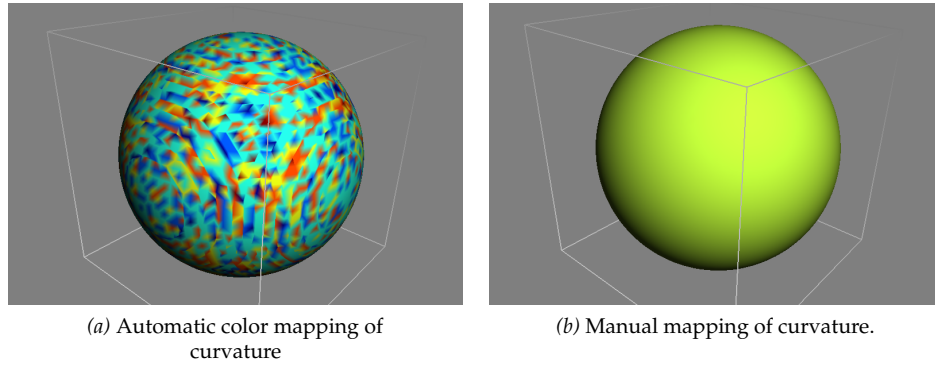 (a) Automatic color mapping of
curvature
(b) Manual mapping of curvature.